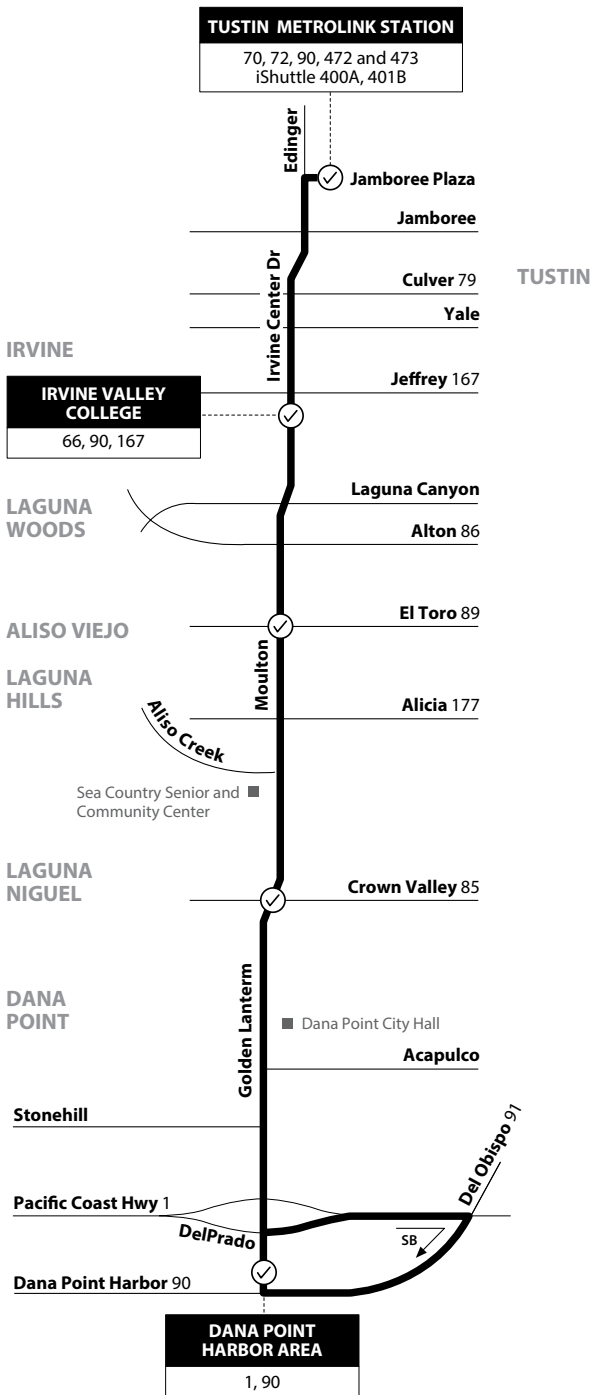 TUSTIN METROLINK STATION
70, 72, 90, 472 and 473
iShuttle 400A, 401B
Edinger
Jamboree Plaza
Jamboree
Irvine Center Dr
Culver 79
TUSTIN
Yale
IRVINE
Jeffrey 167
IRVINE VALLEY
COLLEGE
66, 90, 167
Laguna Canyon
LAGUNA
WOODS
Alton 86
El Toro 89
ALISO VIEJO
Moulton
LAGUNA
HILLS
Alicia 177
Aliso Creek
Sea Country Senior and
Community Center
LAGUNA
NIGUEL
Crown Valley 85
DANA
POINT
Golden Lanterm
Dana Point City Hall
Acapulco
Stonehill
Del Obispo 91
Pacific Coast Hwy 1
DelPrado
SB
Dana Point Harbor 90
DANA POINT
HARBOR AREA
1, 90